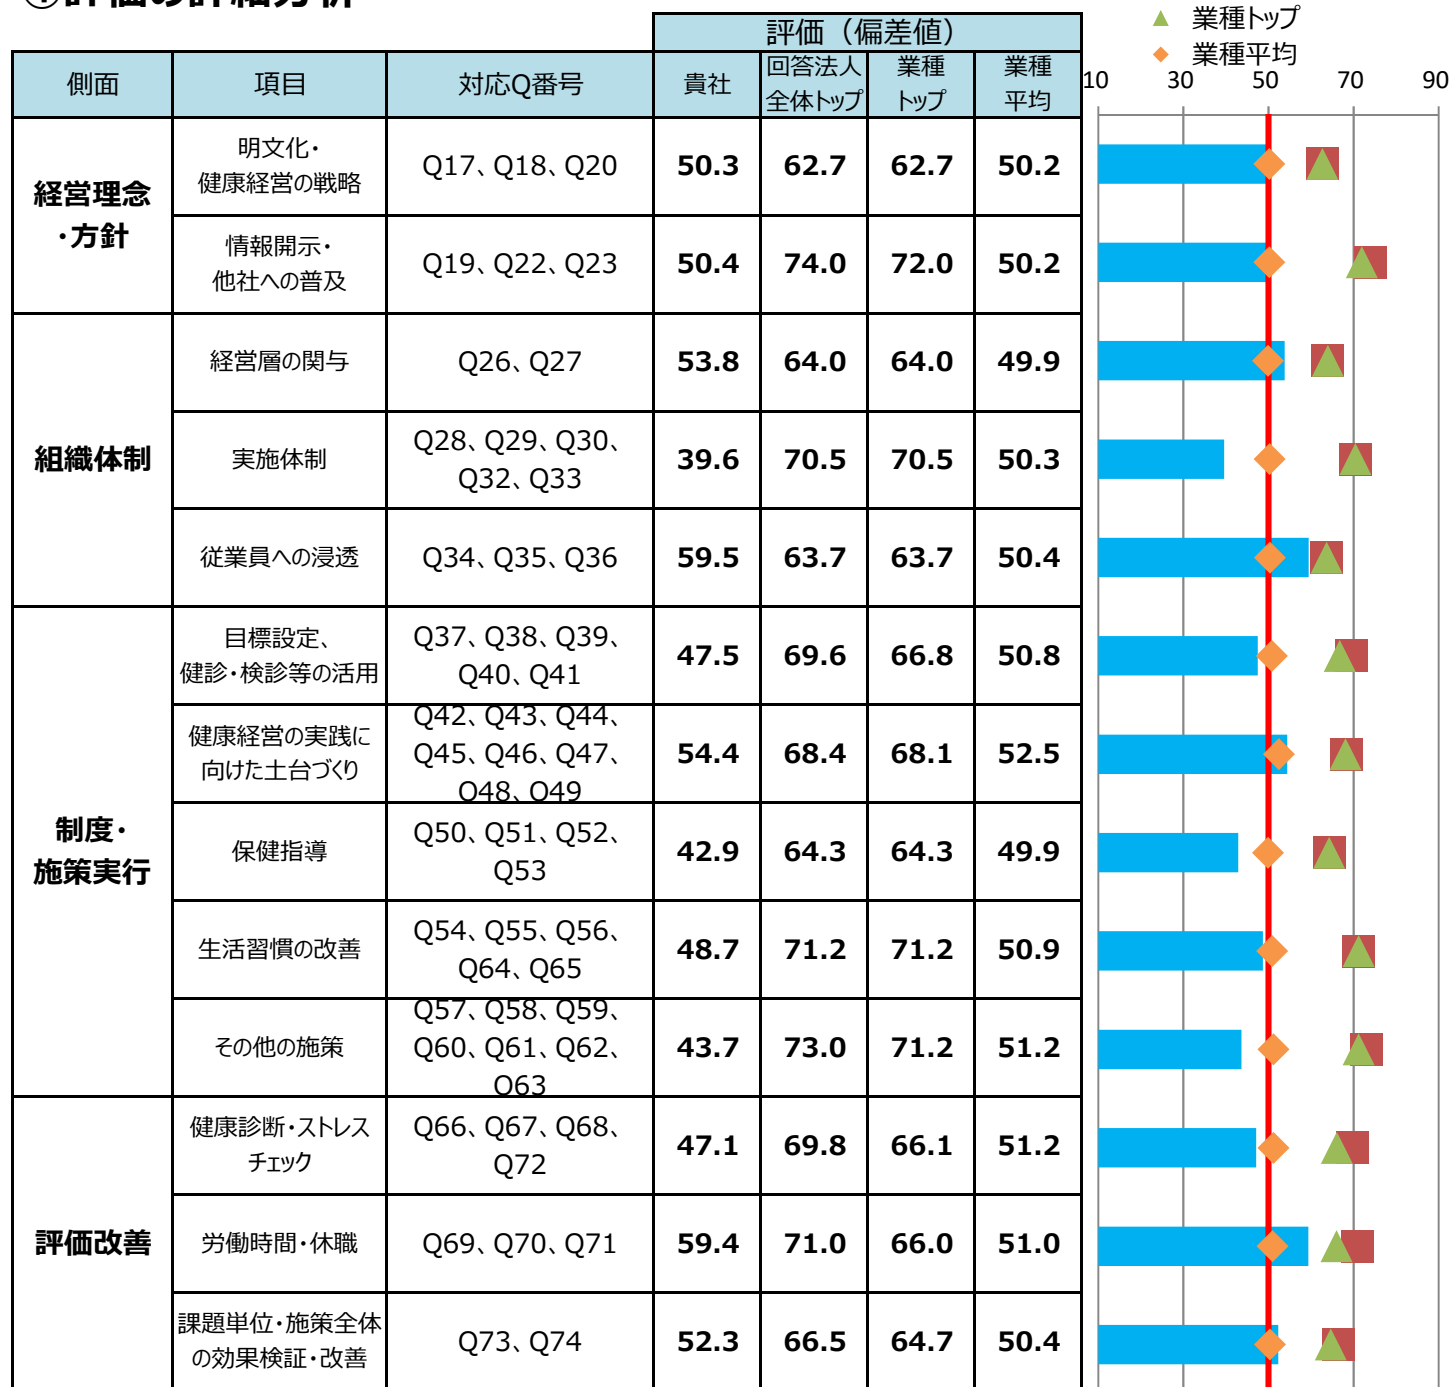 評価（偏差値）
▲ 業種トップ
◆ 業種平均
側面 項目 対応Q番号 貴社 回答法人 業種 業種
全体トップ トップ 平均
10 30 50 70 90
経営理念
・方針
明文化・
健康経営の戦略
Q17、Q18、Q20 50.3 62.7 62.7 50.2
情報開示・
他社への普及
Q19、Q22、Q23 50.4 74.0 72.0 50.2
組織体制
経営層の関与 Q26、Q27 53.8 64.0 64.0 49.9
実施体制
Q28、Q29、Q30、
Q32、Q33
39.6 70.5 70.5 50.3
従業員への浸透 Q34、Q35、Q36 59.5 63.7 63.7 50.4
制度・
施策実行
目標設定、
健診・検診等の活用
Q37、Q38、Q39、
Q40、Q41
47.5 69.6 66.8 50.8
健康経営の実践に
向けた土台づくり
Q42、Q43、Q44、
Q45、Q46、Q47、
Q48、Q49
54.4 68.4 68.1 52.5
保健指導
Q50、Q51、Q52、
Q53
42.9 64.3 64.3 49.9
生活習慣の改善
Q54、Q55、Q56、
Q64、Q65
48.7 71.2 71.2 50.9
その他の施策
Q57、Q58、Q59、
Q60、Q61、Q62、
Q63
43.7 73.0 71.2 51.2
評価改善
健康診断・ストレス
チェック
Q66、Q67、Q68、
Q72
47.1 69.8 66.1 51.2
労働時間・休職 Q69、Q70、Q71 59.4 71.0 66.0 51.0
課題単位・施策全体
の効果検証・改善
Q73、Q74 52.3 66.5 64.7 50.4